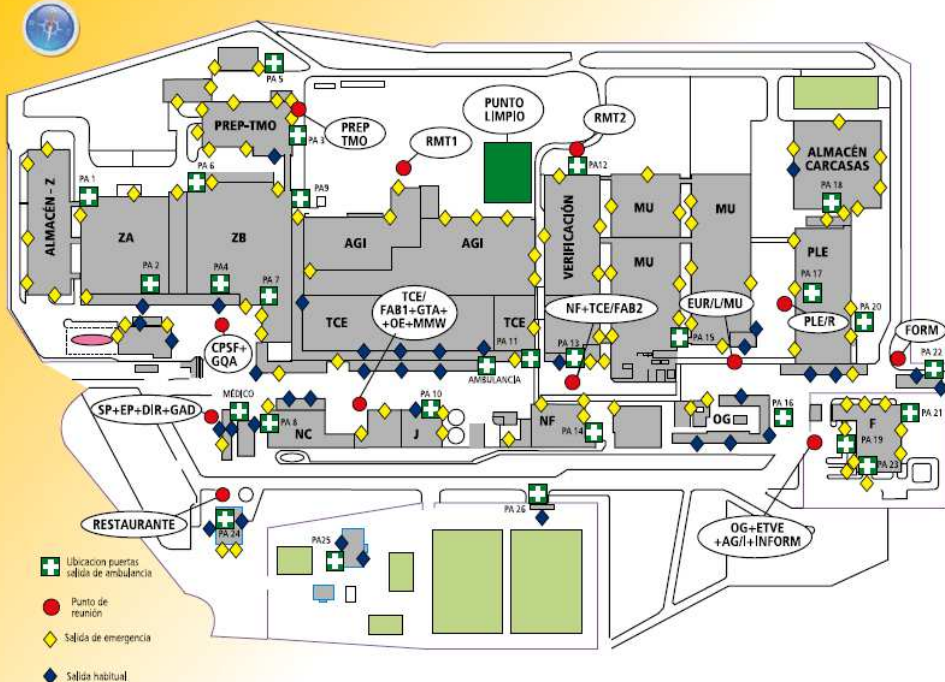 PA 5
PREP-TMO
PREP
TMO
PA 3
RMT1
PUNTO
LIMPIO
RMT2
PA12
ALMACÉN
CARCASAS
PA 18
ALMACÉN - Z
PA 1
PA 6
PA9
ZA
ZB
PA 2
PA4
PA 7
AGI
AGI
VERIFICACIÓN
MU
MU
MU
PLE
PA 17
PA 20
TCE
TCE
TCE/
FAB1+GTA+
+OE+MMW
NF+TCE/FAB2
EUR/L/MU
PLE/R
FORM
CPSF+
GQA
PA 11
AMBULANCIA
PA 13
PA 15
PA 22
MÉDICO
SP+EP+DIR+GAD
PA 8
NC
J
PA 10
NF
PA 14
OG
PA 16
F
PA 21
PA 19
PA 23
RESTAURANTE
PA 24
PA 26
PA25
OG+ETVE
+AG/I+INFORM
Ubicacion puertas
salida de ambulancia
Punto de
reunión
Salida de emergencia
Salida habitual